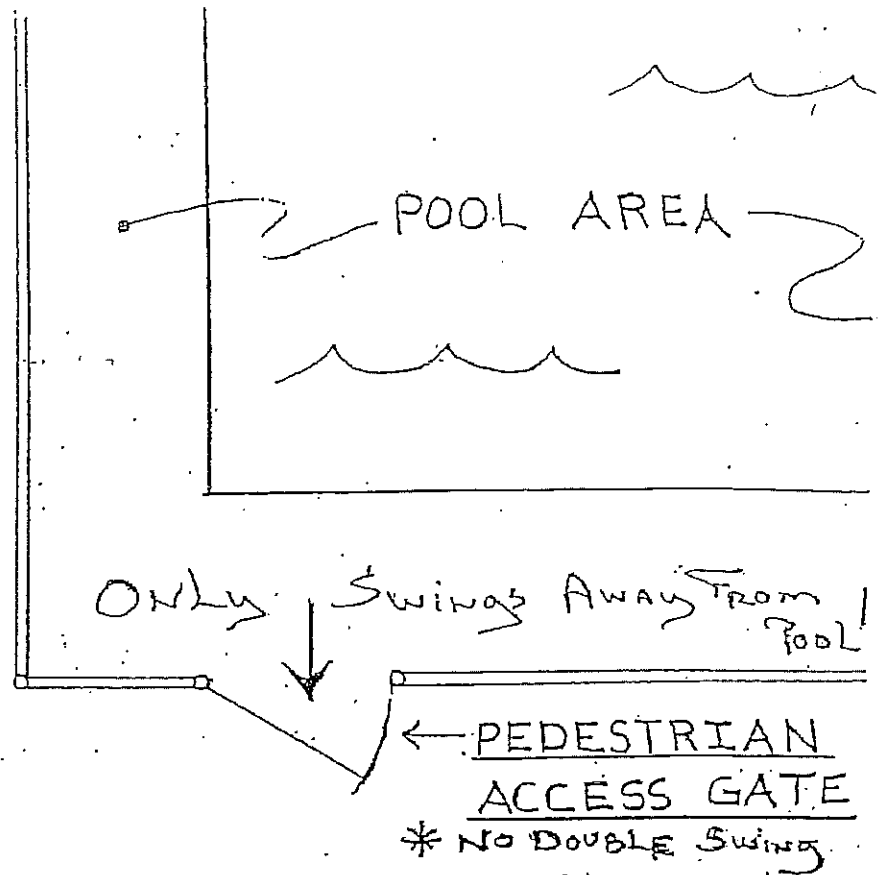 POOL AREA
ONLY SWINGS AWAY FROM
POOL
PEDESTRIAN
ACCESS GATE
* NO DOUBLE SWING